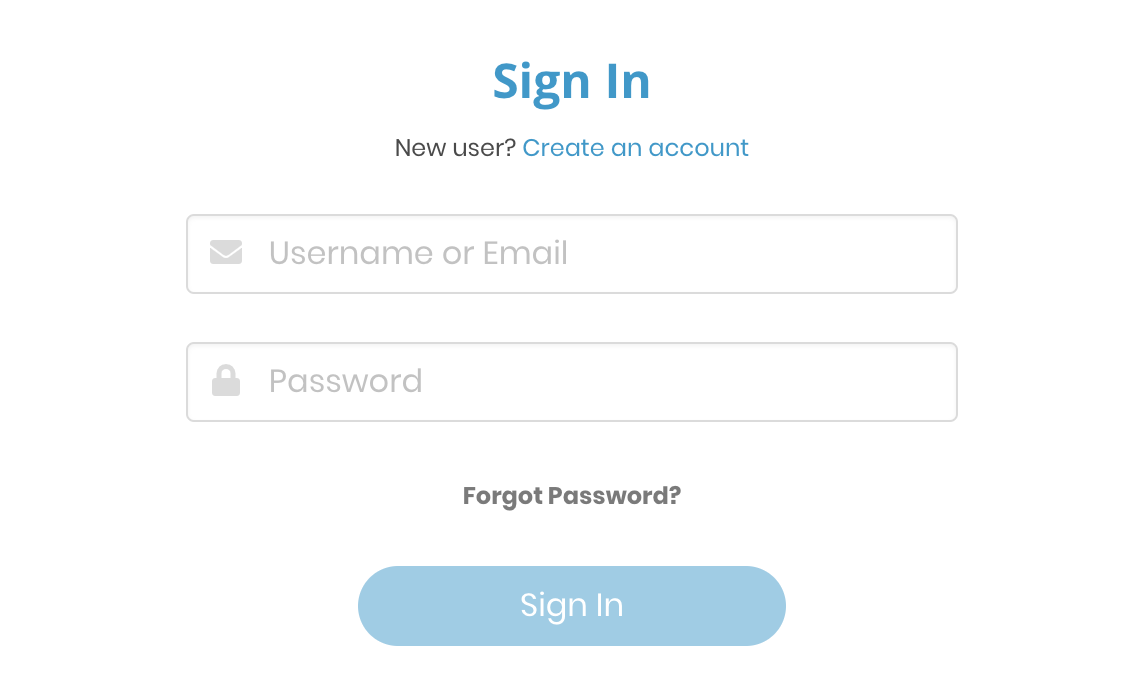 Sign In
New user? Create an account
Username or Email
Password
Forgot Password?
Sign In